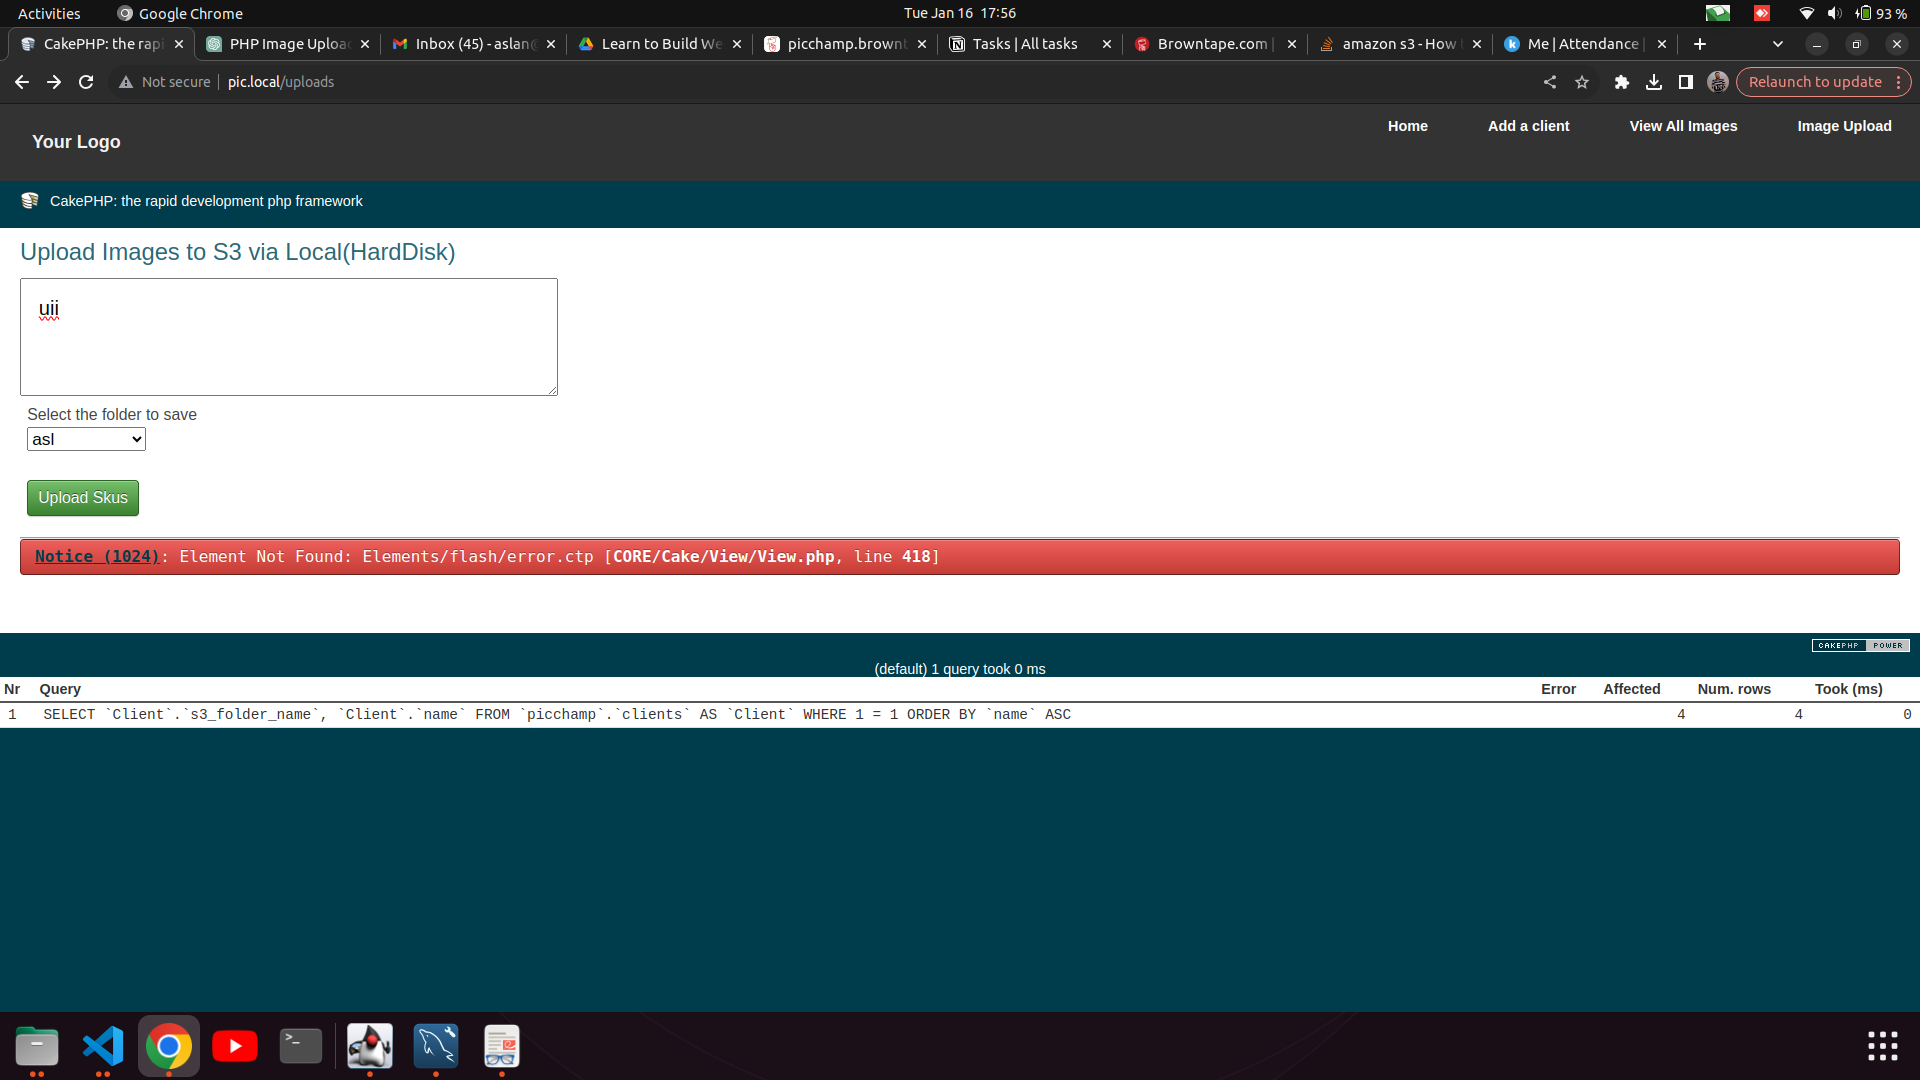 Activities Google Chrome Tue Jan 16 17:56 93 %
CakePHP: the rapi PHP Image Uploa Inbox (45) - aslan@ Learn to Build We picchamp.brownt Tasks | All tasks Browntape.com | amazon s3 - How Me | Attendance |
Not secure pic.local/uploads Relaunch to update
Your Logo Home Add a client View All Images Image Upload
CakePHP: the rapid development php framework
Upload Images to S3 via Local(HardDisk)
uii
Select the folder to save
asl
Upload Skus
Notice (1024): Element Not Found: Elements/flash/error.ctp [CORE/Cake/View/View.php, line 418]
CAKEPHP POWER
(default) 1 query took 0 ms
Nr Query Error Affected Num. rows Took (ms)
1 SELECT `Client`.`s3_folder_name`, `Client`.`name` FROM `picchamp`.`clients` AS `Client` WHERE 1 = 1 ORDER BY `name` ASC 4 4 0